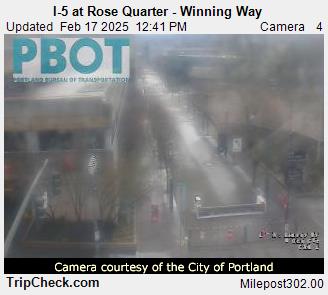 I-5 at Rose Quarter - Winning Way
Updated Feb 17 2025 12:41 PM Camera 4
PBOT
PORTLAND BUREAU OF TRANSPORTATION
Camera courtesy of the City of Portland
TripCheck.com Milepost302.00